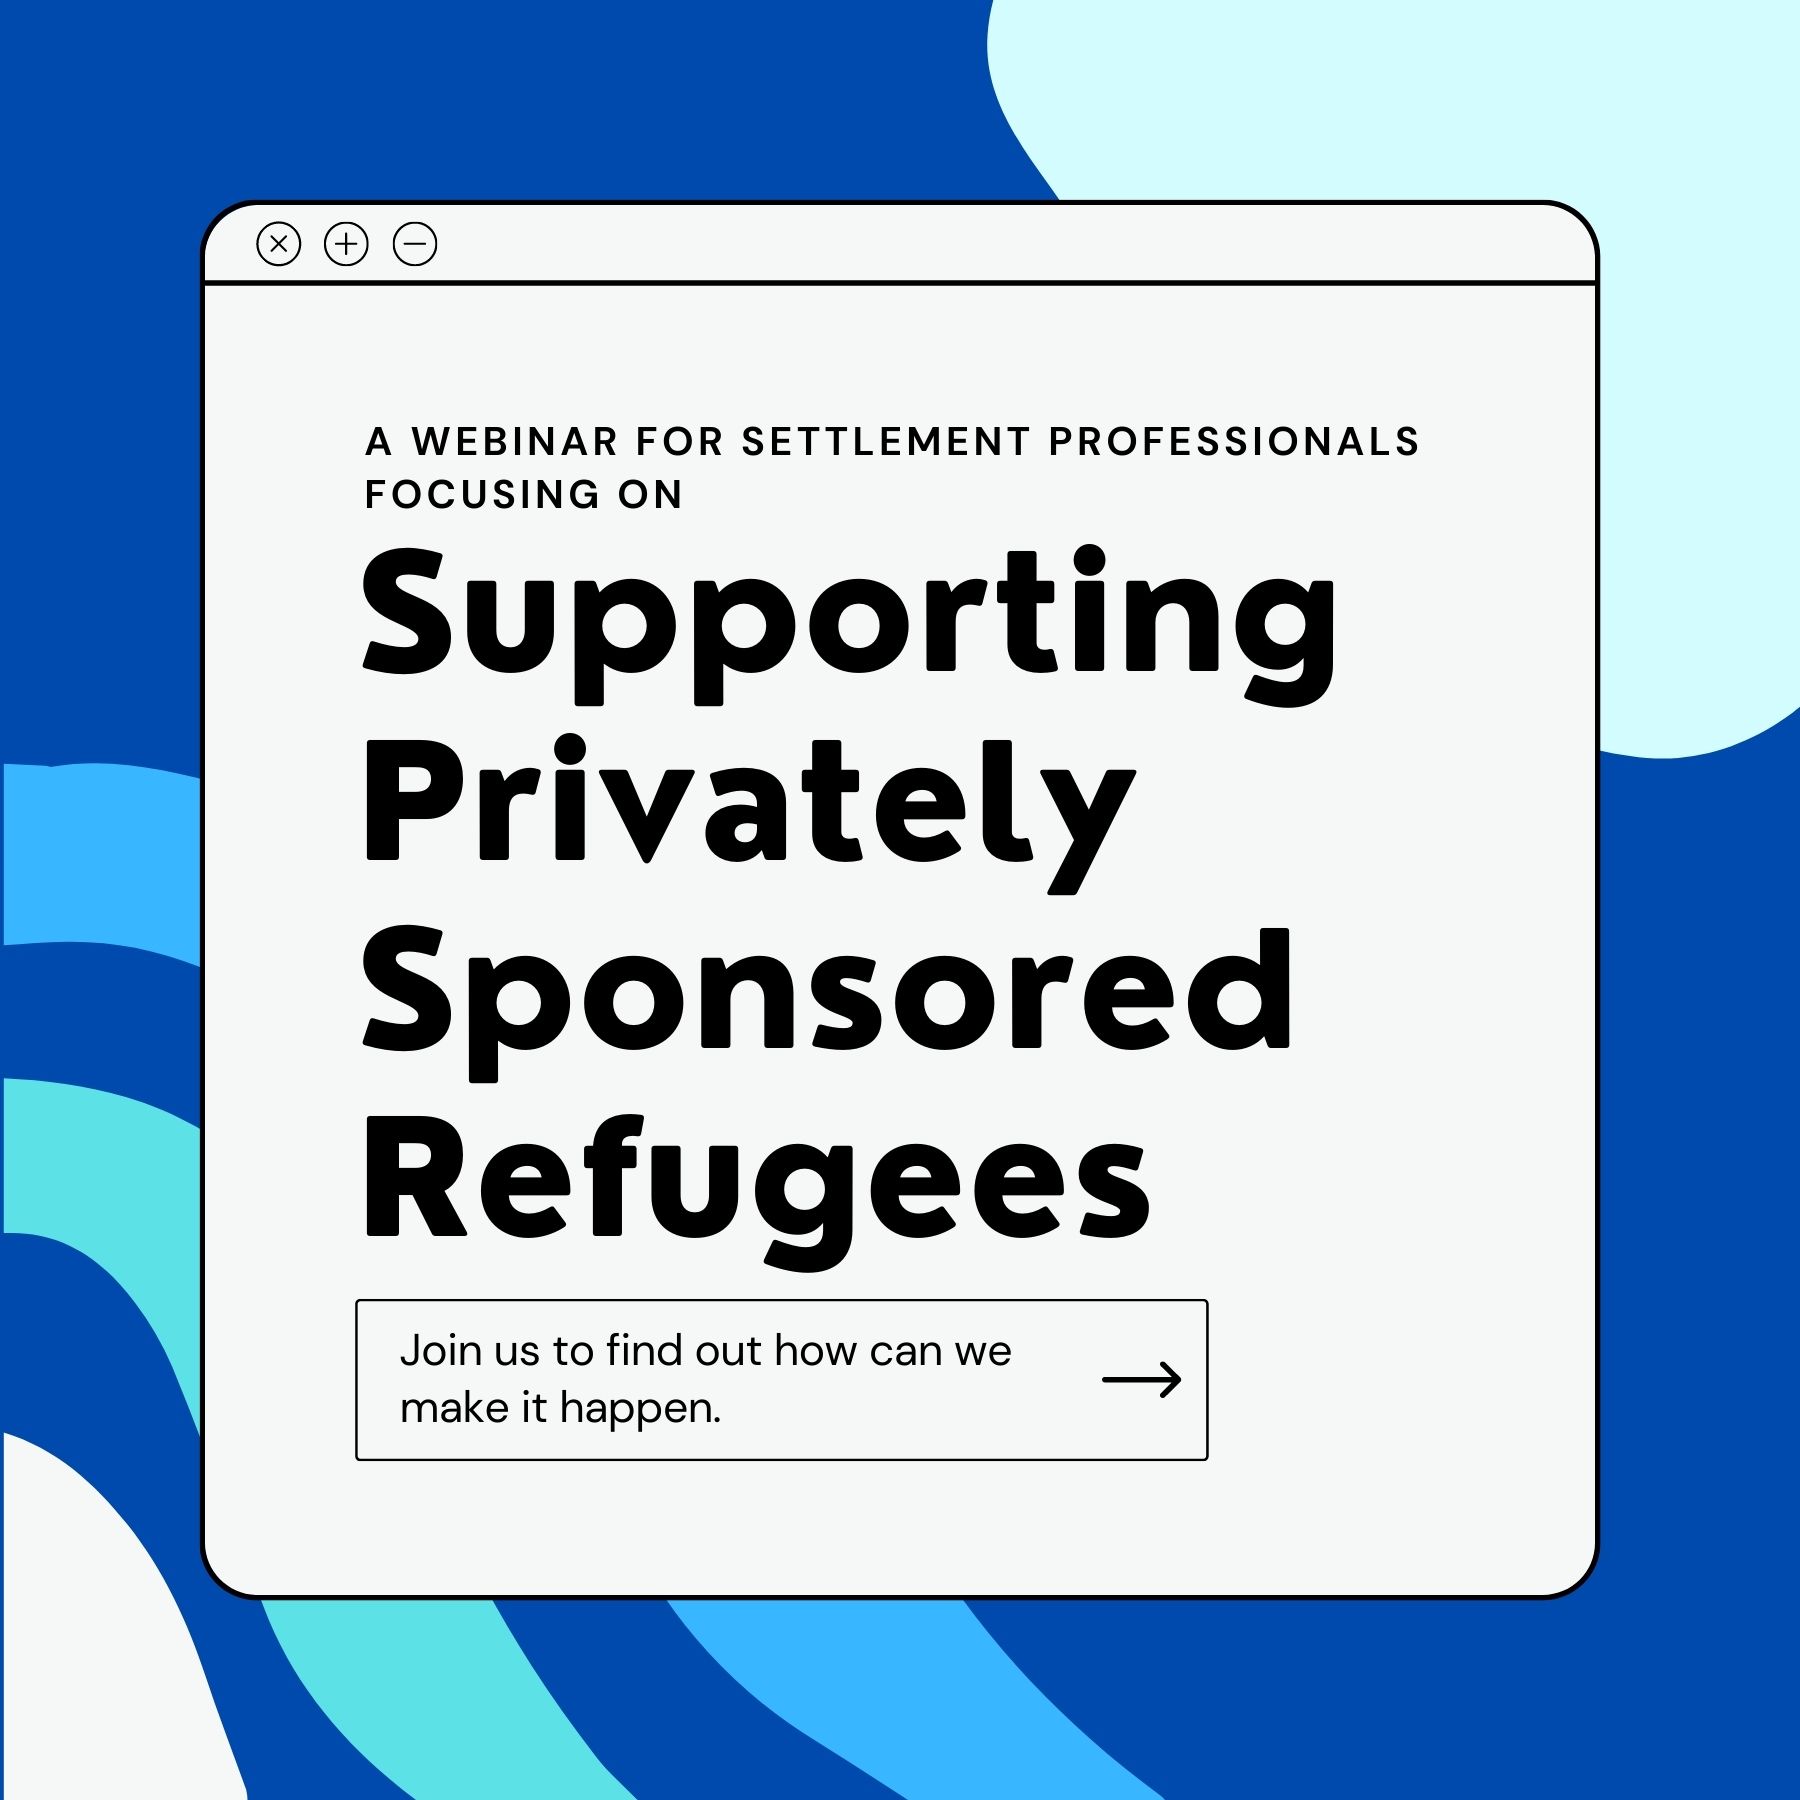 A WEBINAR FOR SETTLEMENT PROFESSIONALS
FOCUSING ON
Supporting
Privately
Sponsored
Refugees
Join us to find out how can we
make it happen.